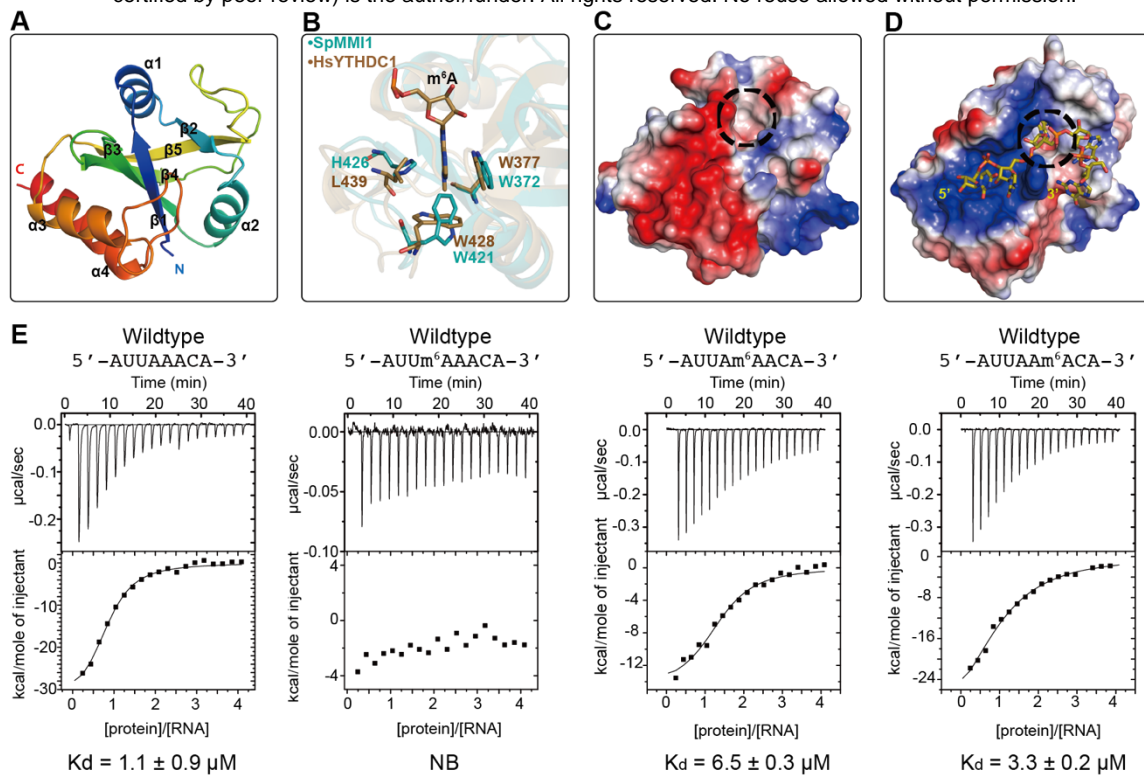 certified by peer review) is the author/funder. All rights reserved. No reuse allowed without permission.
A
α1
β2
β3
β5
β4
C
α3
β1
α2
α4
N
B
•SpMMI1
•HsYTHDC1
m⁶A
H426
L439
W377
W372
W428
W421
C
D
5'
3'
E
Wildtype
5′-AUUAAACA-3′
Time (min)
0 10 20 30 40
0.0
-0.1
-0.2
µcal/sec
0
-10
-20
-30
kcal/mole of injectant
0 1 2 3 4
[protein]/[RNA]
Kd = 1.1 ± 0.9 µM
Wildtype
5′-AUUm⁶AAACA-3′
Time (min)
0 10 20 30 40
0.00
-0.05
-0.10
µcal/sec
4
0
-4
kcal/mole of injectant
0 1 2 3 4
[protein]/[RNA]
NB
Wildtype
5′-AUUAm⁶AACA-3′
Time (min)
0 10 20 30 40
0.0
-0.1
-0.2
-0.3
µcal/sec
0
-4
-8
-12
kcal/mole of injectant
0 1 2 3 4
[protein]/[RNA]
Kd = 6.5 ± 0.3 µM
Wildtype
5′-AUUAAm⁶ACA-3′
Time (min)
0 10 20 30 40
0.0
-0.1
-0.2
-0.3
µcal/sec
0
-8
-16
-24
kcal/mole of injectant
0 1 2 3 4
[protein]/[RNA]
Kd = 3.3 ± 0.2 µM